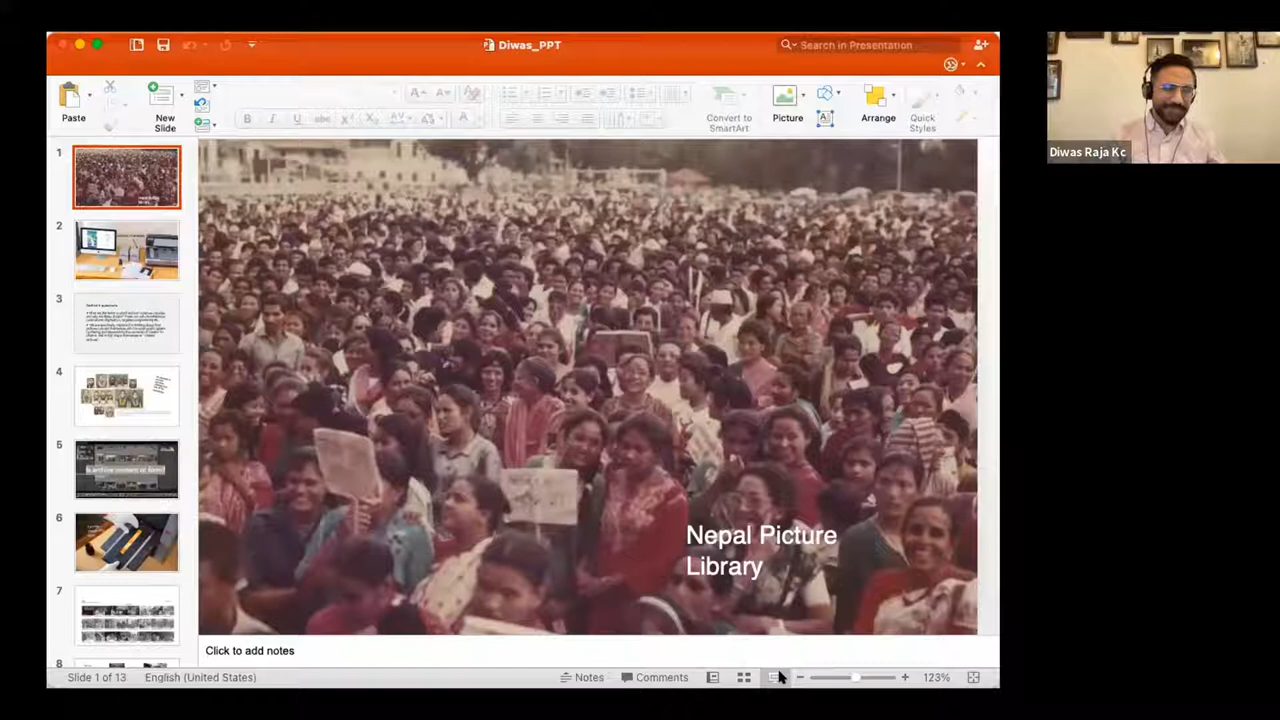 Diwas_PPT
Search in Presentation
Paste
New
Slide
Convert to
SmartArt
Picture
Arrange
Quick
Styles
1
2
3
4
5
6
7
8
Nepal Picture
Library
Click to add notes
Slide 1 of 13
English (United States)
Notes
Comments
123%
Diwas Raja Kc